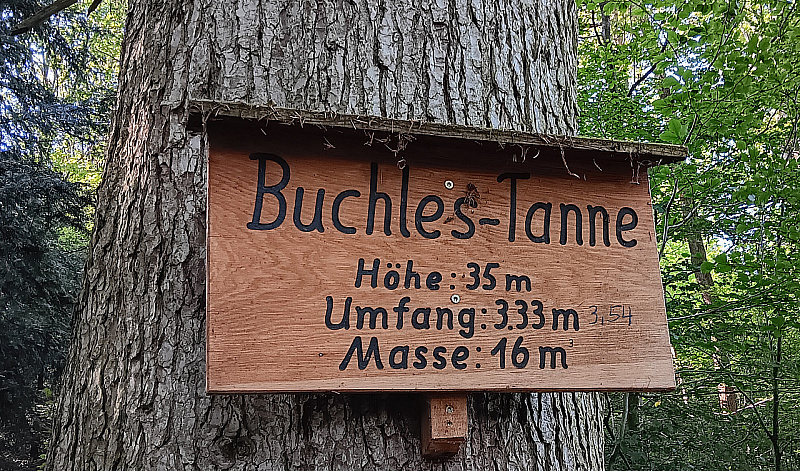 Buchles-Tanne
Höhe: 35 m
Umfang: 3.33 m 3,54
Masse: 16 m³